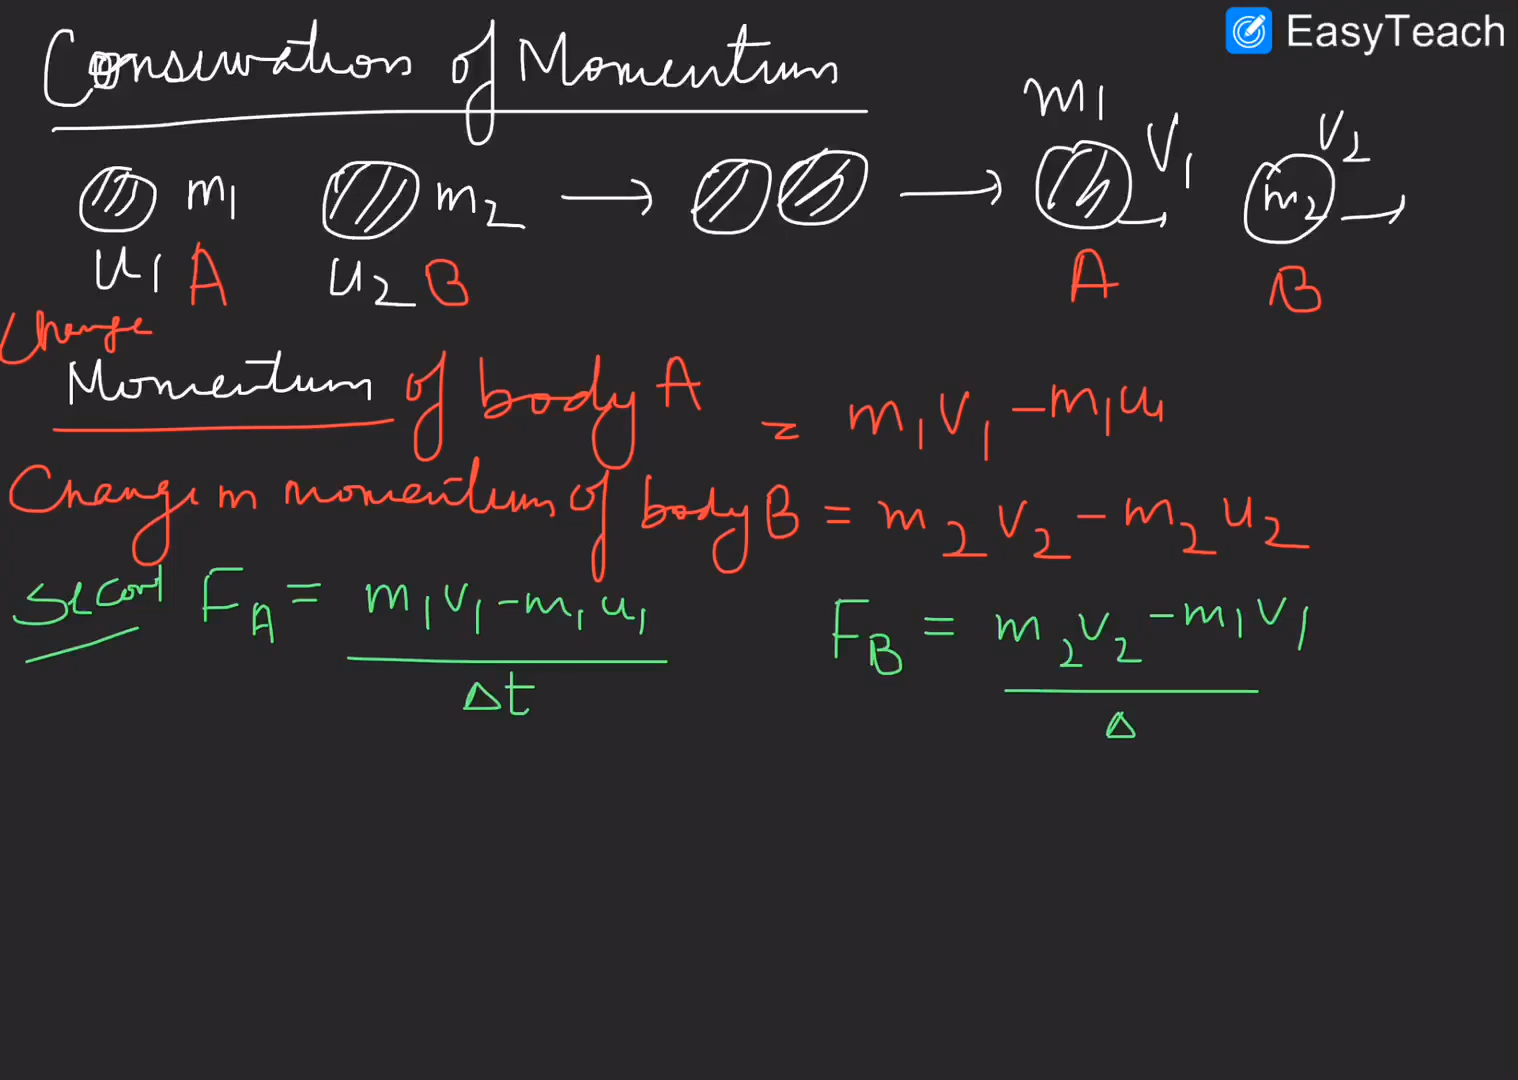 EasyTeach
Conservation of Momentum
m1 V1 V2
m1 m2 m2
u1 A u2 B A B
Change
Momentum of body A = m1V1 - m1u1
Change in momentum of body B = m2V2 - m2u2
Second FA = m1v1 - m1u1 / Δt FB = m2v2 - m1v1 / Δ